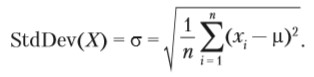 StdDev(X) = σ = √(1/n ∑_{i=1}^{n} (x_i − μ)²).